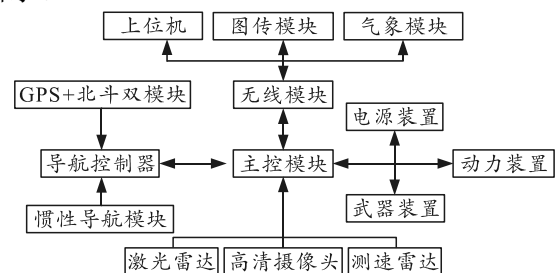 上位机 图传模块 气象模块
GPS+北斗双模块 无线模块
电源装置
导航控制器 主控模块 动力装置
武器装置
惯性导航模块
激光雷达 高清摄像头 测速雷达